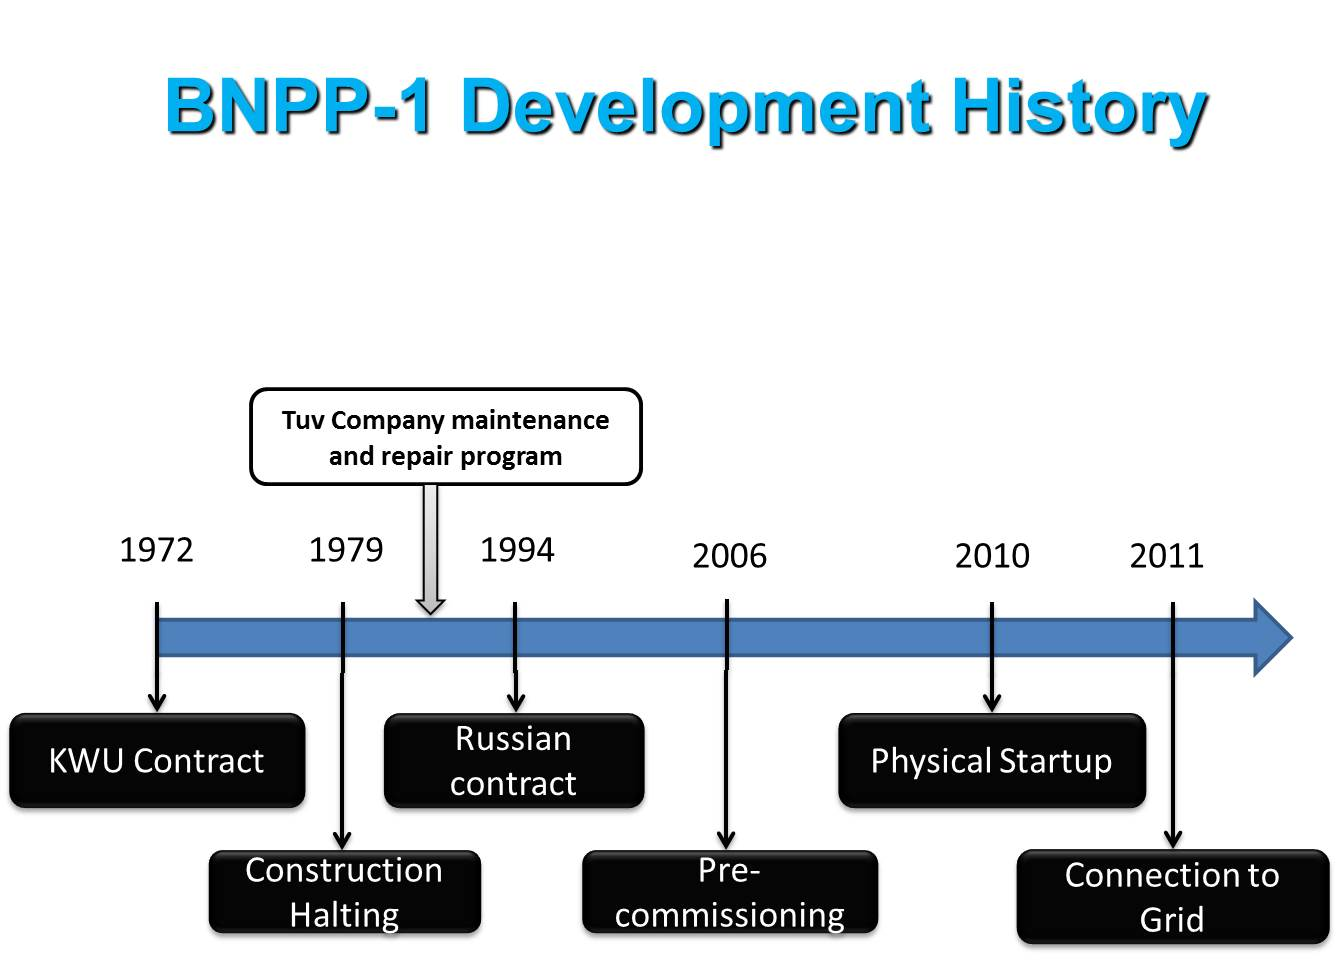 BNPP-1 Development History
Tuv Company maintenance
and repair program
1972
1979
1994
2006
2010
2011
KWU Contract
Russian
contract
Physical Startup
Construction
Halting
Pre-
commissioning
Connection to
Grid